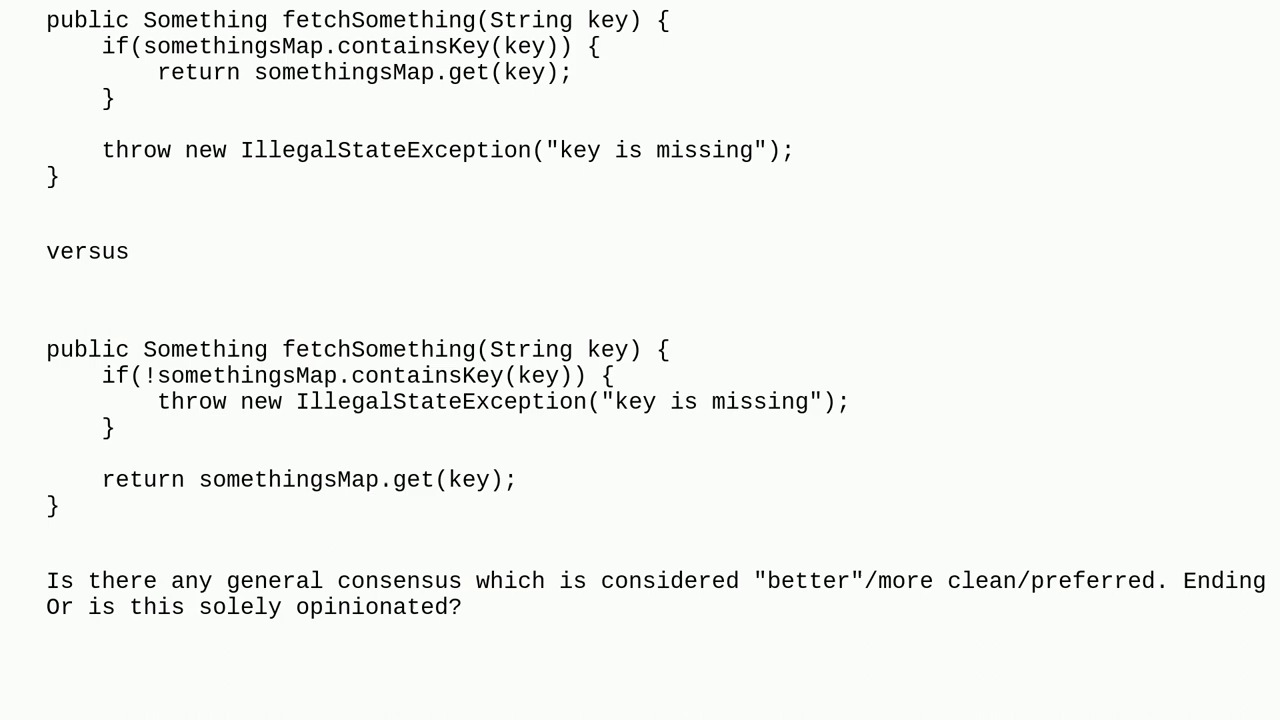 public Something fetchSomething(String key) {
    if(somethingsMap.containsKey(key)) {
        return somethingsMap.get(key);
    }

    throw new IllegalStateException("key is missing");
}

versus

public Something fetchSomething(String key) {
    if(!somethingsMap.containsKey(key)) {
        throw new IllegalStateException("key is missing");
    }

    return somethingsMap.get(key);
}

Is there any general consensus which is considered "better"/more clean/preferred. Ending
Or is this solely opinionated?